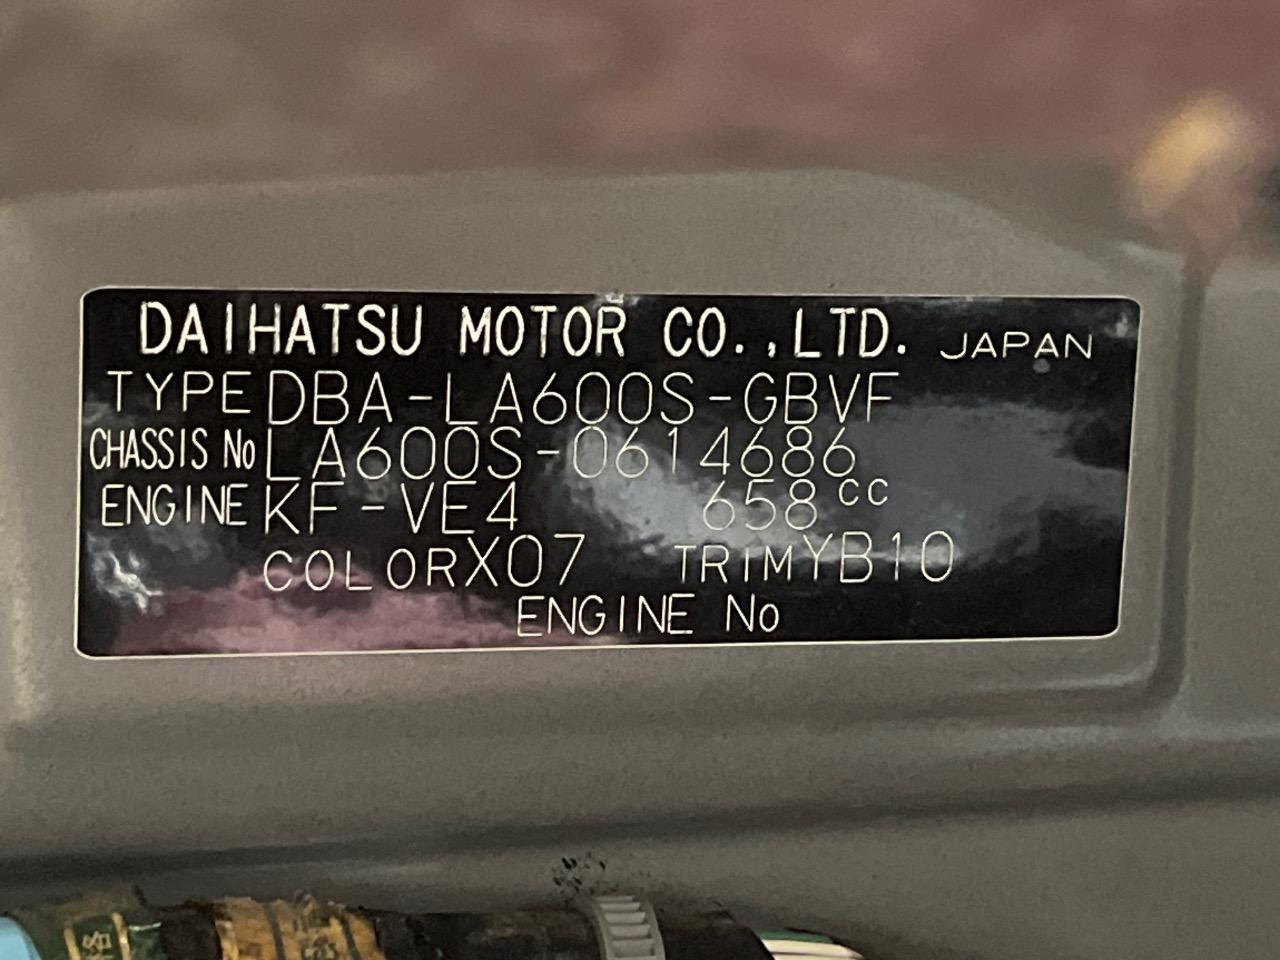 DAIHATSU MOTOR CO.,LTD. JAPAN
TYPE DBA-LA600S-GBVF
CHASSIS No LA600S-0614686
ENGINE KF-VE4 658cc
COLOR X07 TRIM YB10
ENGINE No